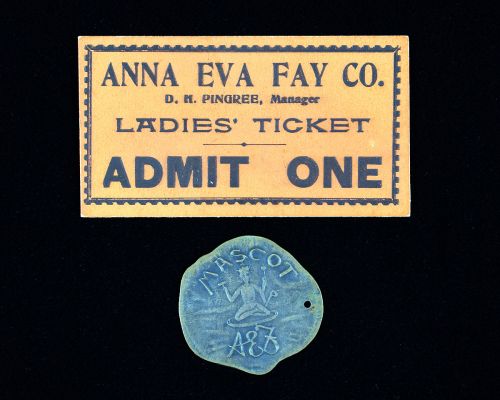 ANNA EVA FAY CO.
D. H. PINGREE, Manager
LADIES' TICKET
ADMIT ONE
MASCOT
AEF